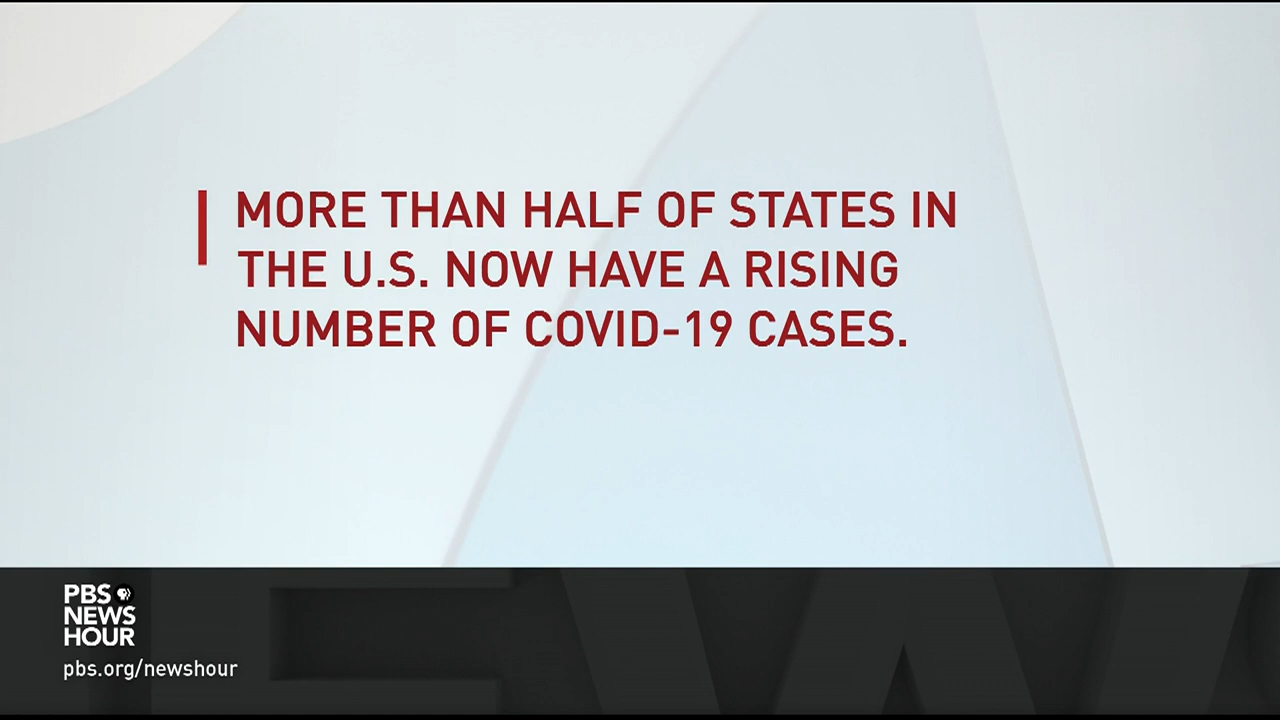 MORE THAN HALF OF STATES IN
THE U.S. NOW HAVE A RISING
NUMBER OF COVID-19 CASES.
PBS
NEWS
HOUR
pbs.org/newshour